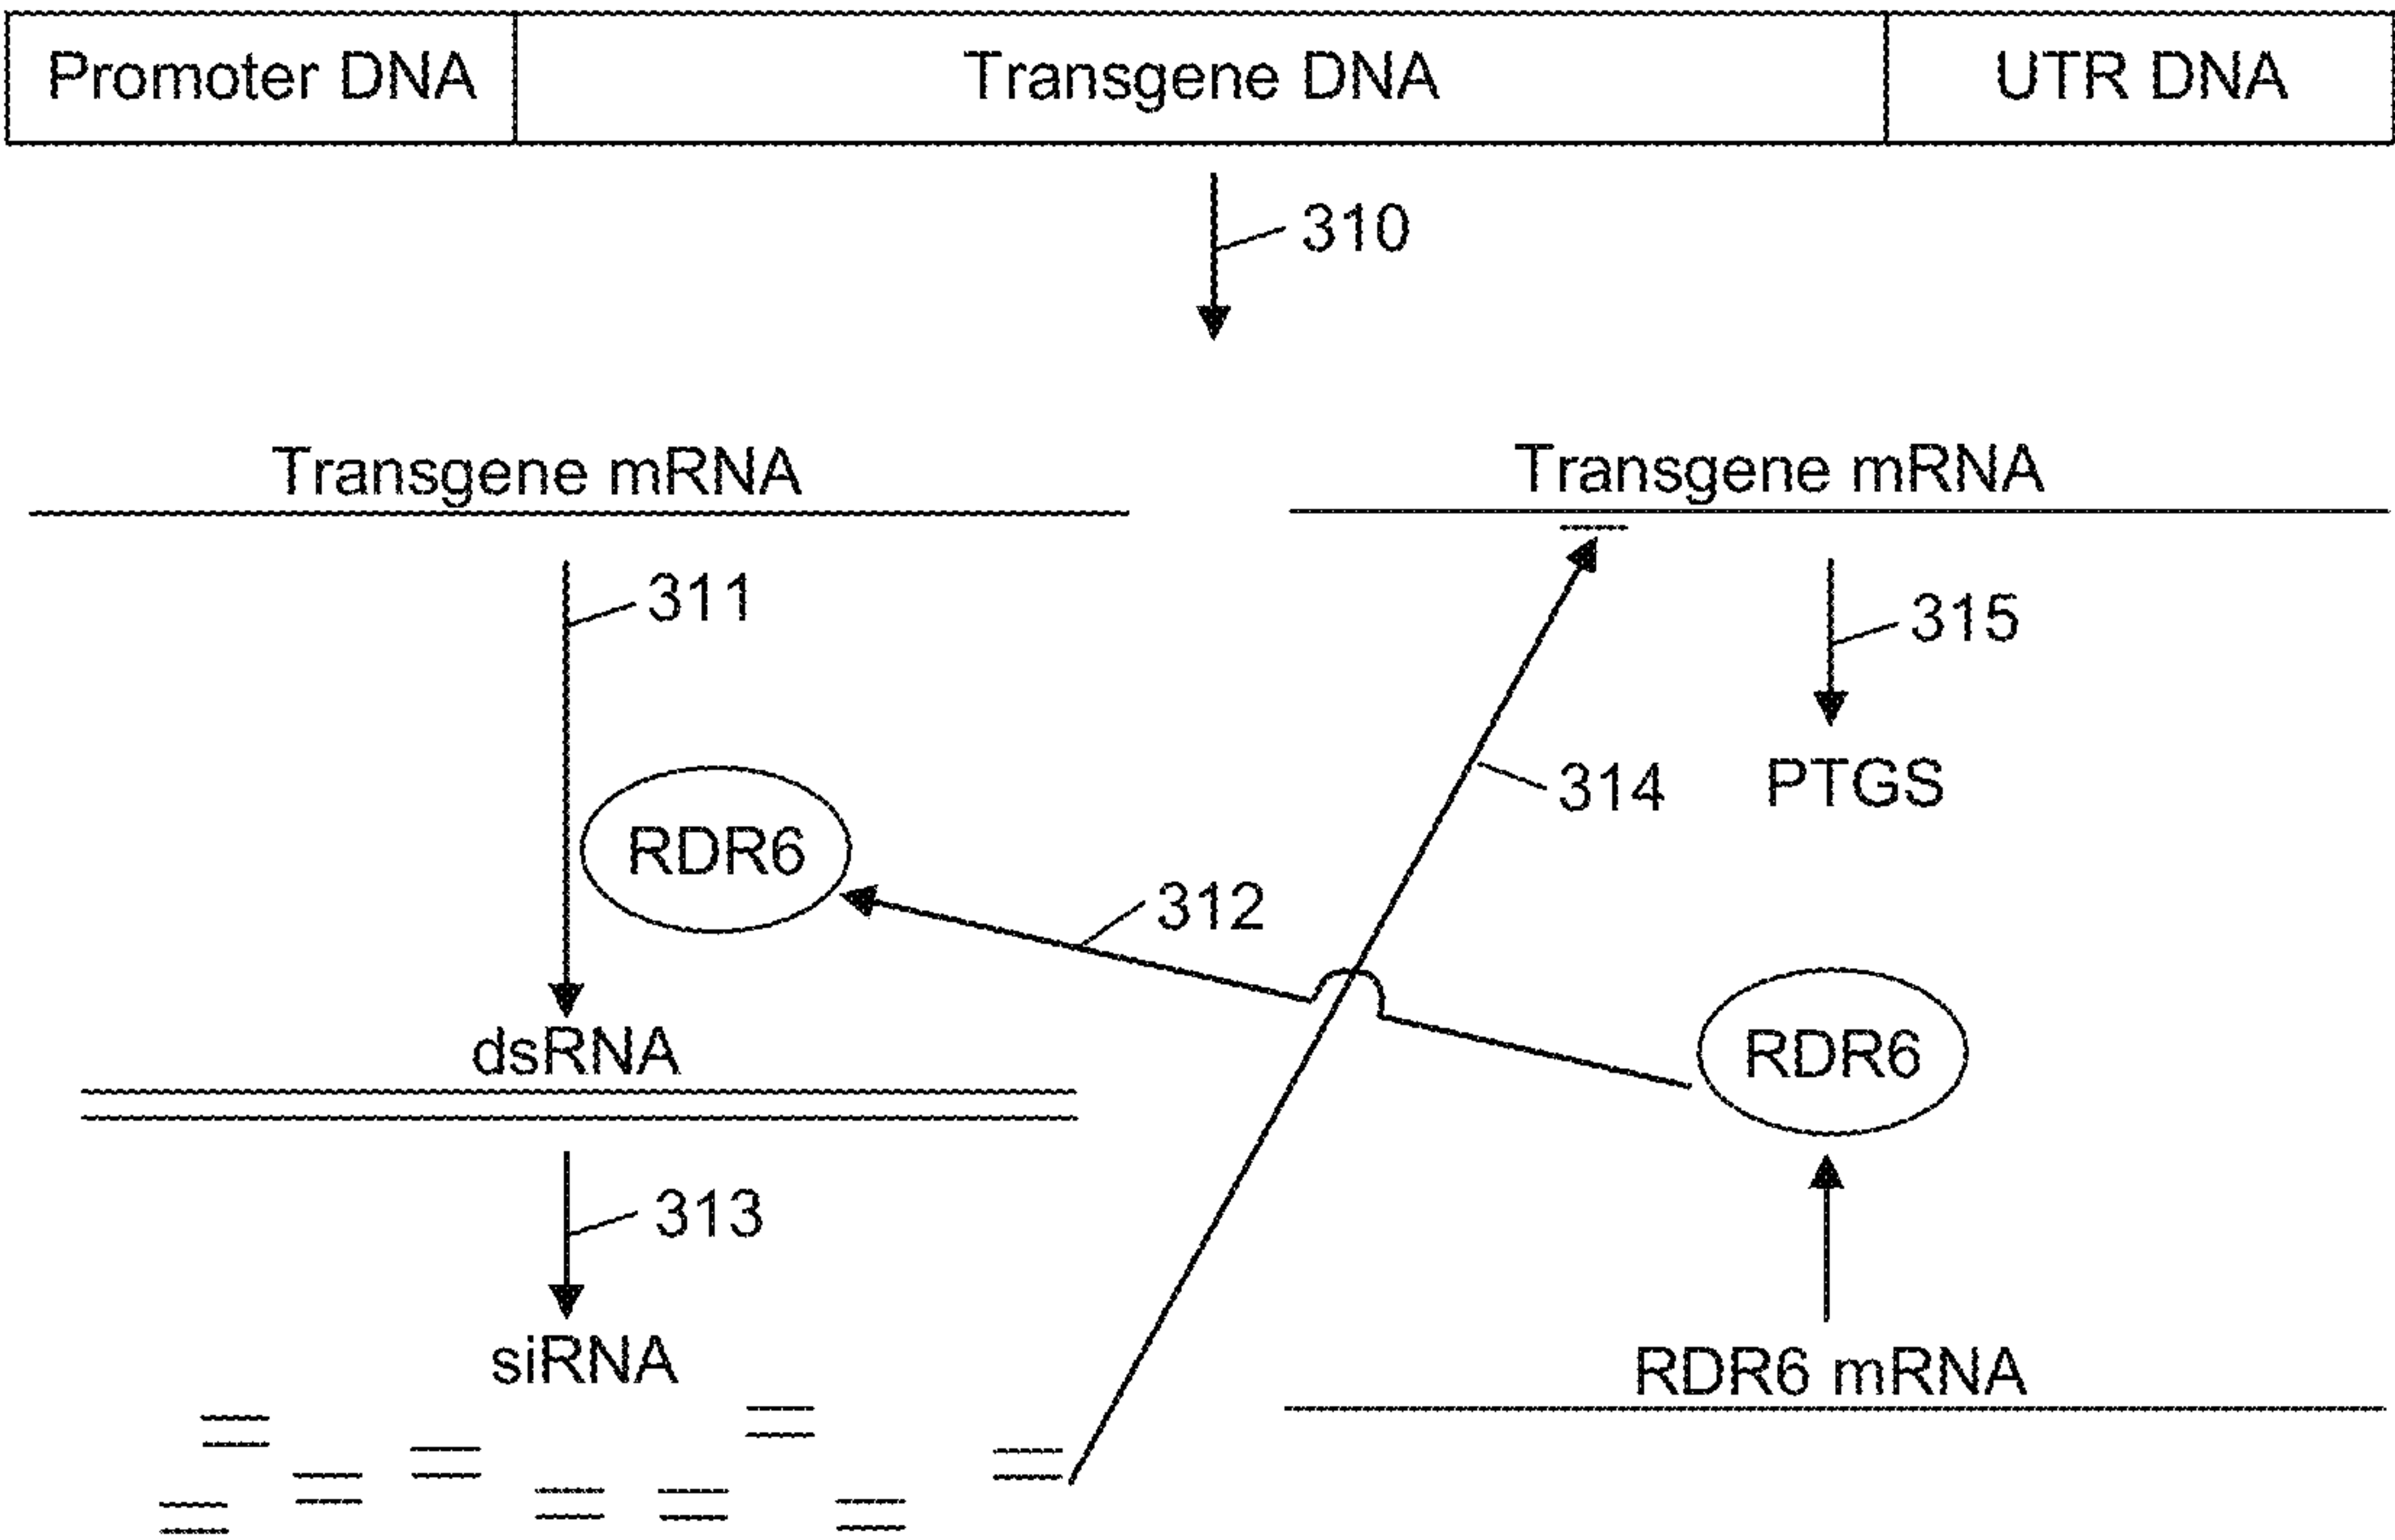 Promoter DNA
Transgene DNA
UTR DNA
310
Transgene mRNA
Transgene mRNA
311
315
314
PTGS
RDR6
312
dsRNA
RDR6
313
siRNA
RDR6 mRNA